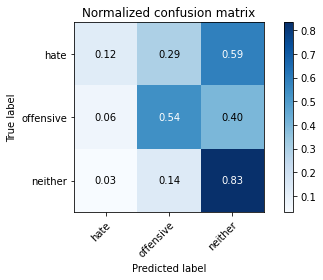 Normalized confusion matrix
True label
hate
0.12 0.29 0.59
offensive
0.06 0.54 0.40
neither
0.03 0.14 0.83
hate
offensive
neither
Predicted label
0.8
0.7
0.6
0.5
0.4
0.3
0.2
0.1